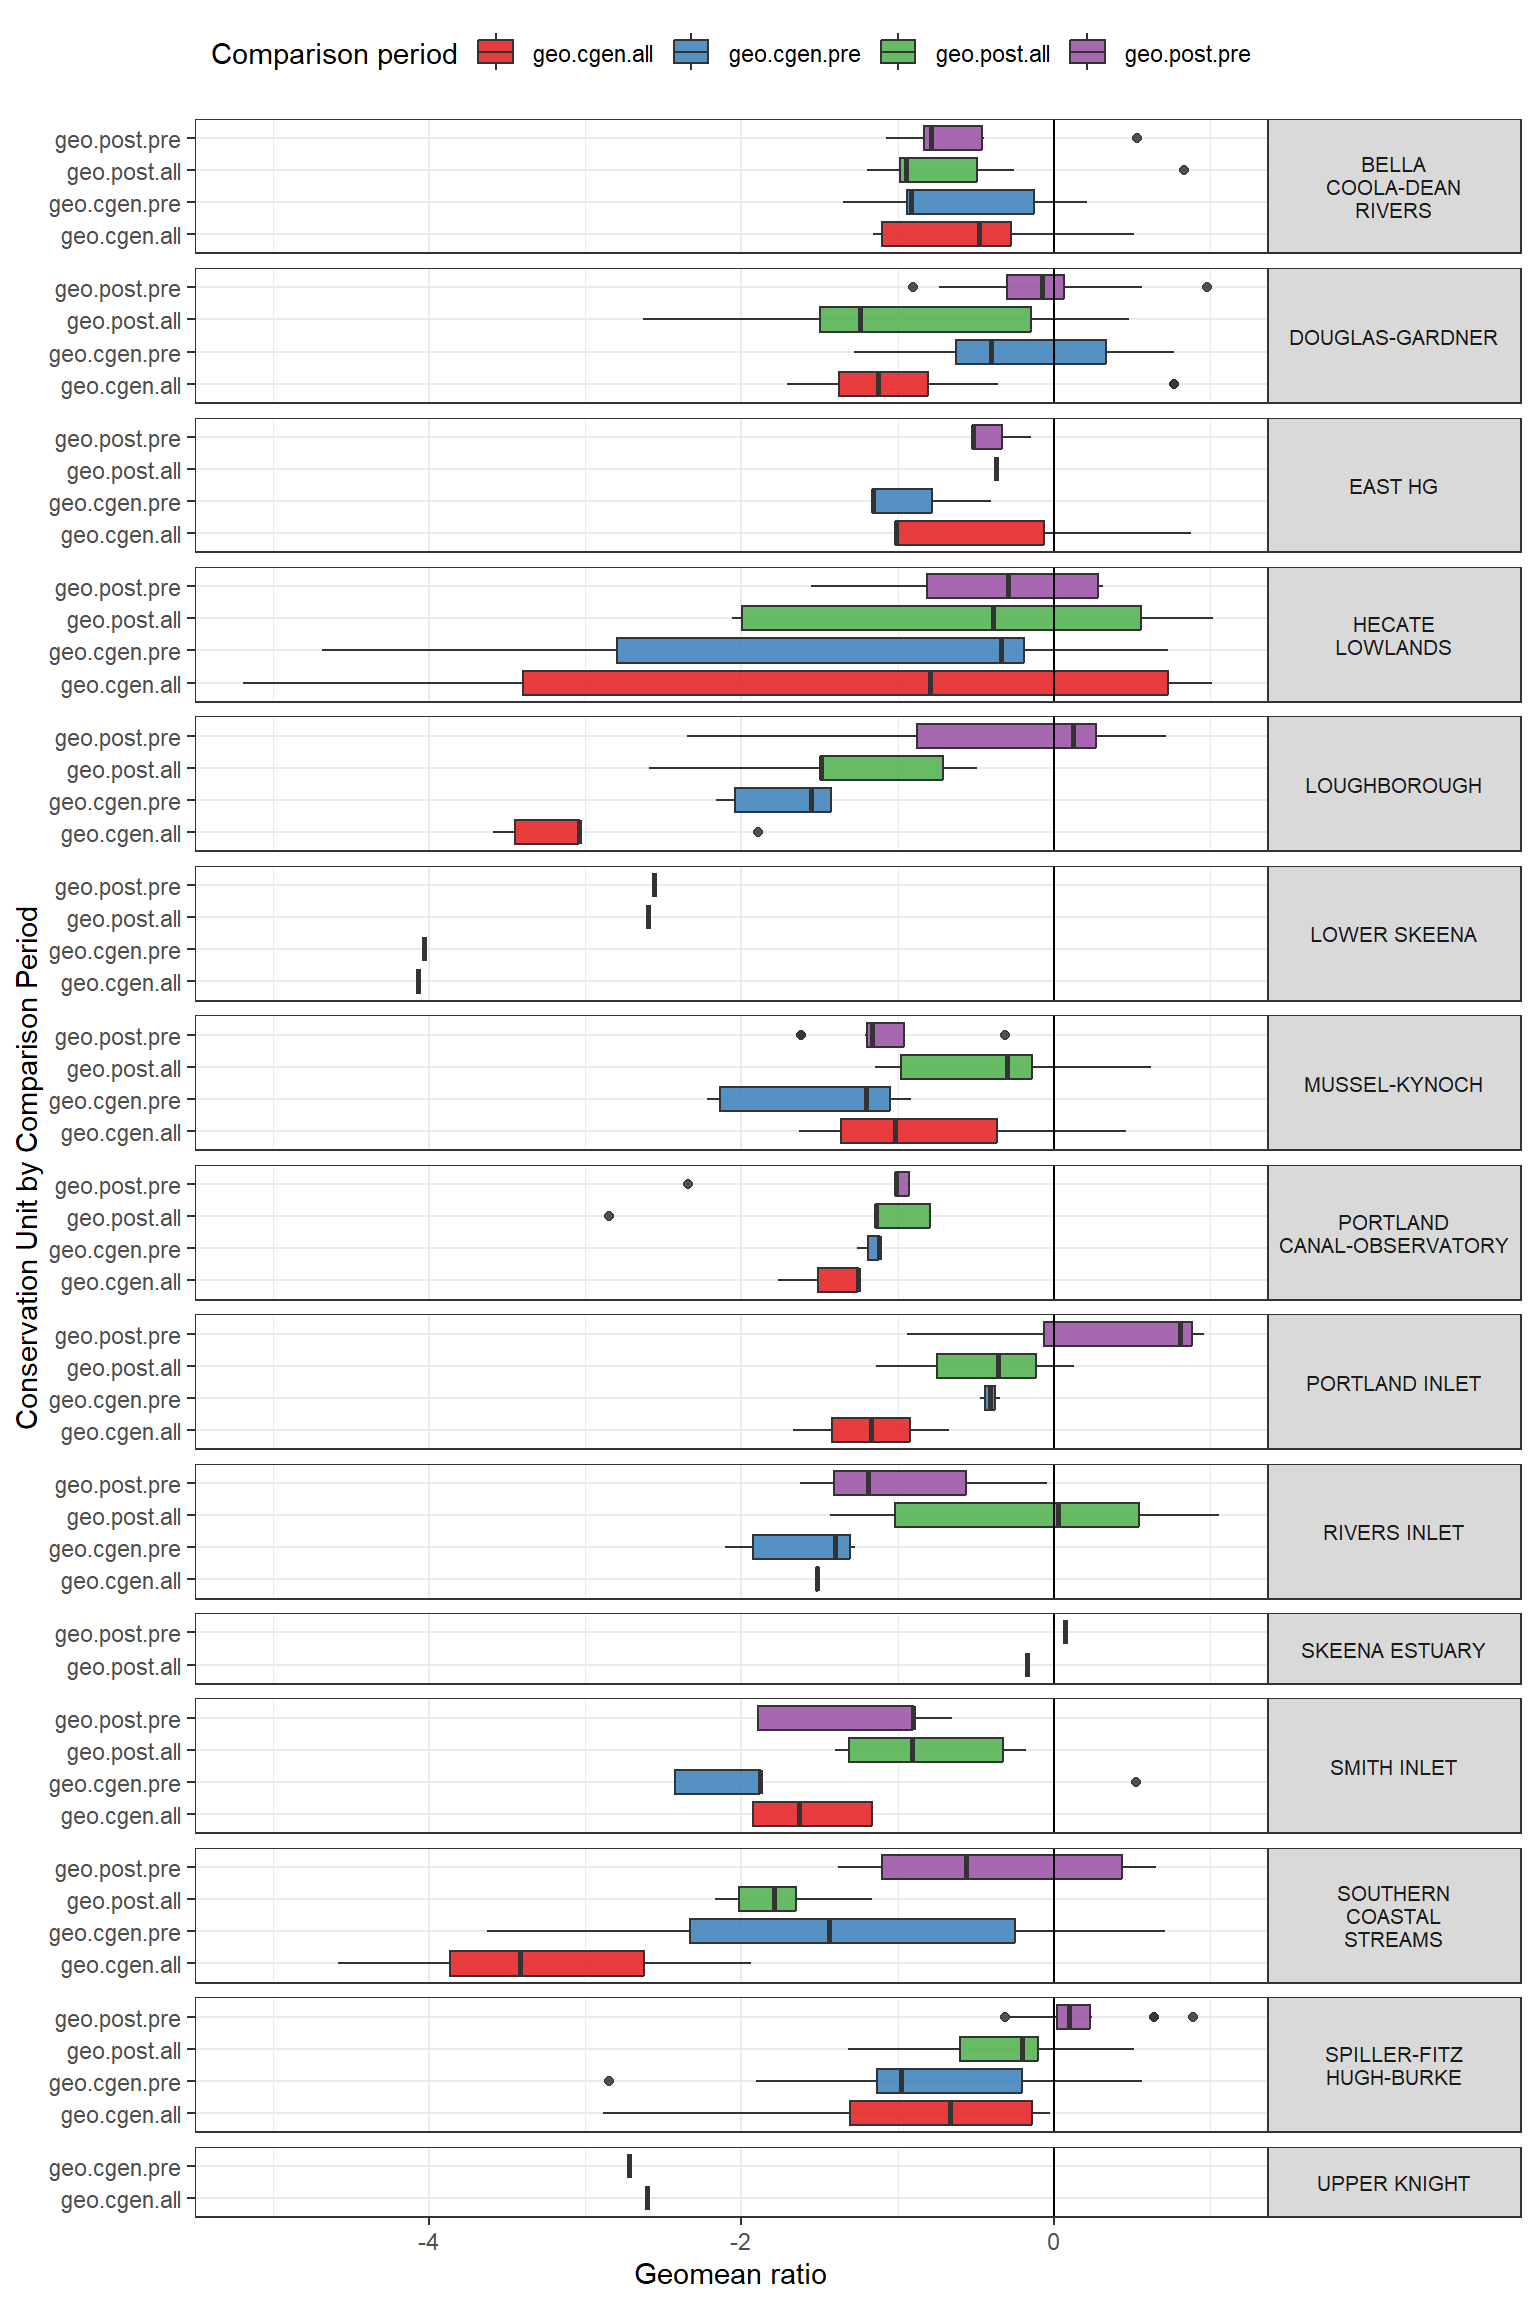 Comparison period geo.cgen.all geo.cgen.pre geo.post.all geo.post.pre
geo.post.pre
geo.post.all
geo.cgen.pre
geo.cgen.all
BELLA
COOLA-DEAN
RIVERS
geo.post.pre
geo.post.all
geo.cgen.pre
geo.cgen.all
DOUGLAS-GARDNER
geo.post.pre
geo.post.all
geo.cgen.pre
geo.cgen.all
EAST HG
geo.post.pre
geo.post.all
geo.cgen.pre
geo.cgen.all
HECATE
LOWLANDS
geo.post.pre
geo.post.all
geo.cgen.pre
geo.cgen.all
LOUGHBOROUGH
geo.post.pre
geo.post.all
geo.cgen.pre
geo.cgen.all
LOWER SKEENA
geo.post.pre
geo.post.all
geo.cgen.pre
geo.cgen.all
MUSSEL-KYNOCH
geo.post.pre
geo.post.all
geo.cgen.pre
geo.cgen.all
PORTLAND
CANAL-OBSERVATORY
geo.post.pre
geo.post.all
geo.cgen.pre
geo.cgen.all
PORTLAND INLET
geo.post.pre
geo.post.all
geo.cgen.pre
geo.cgen.all
RIVERS INLET
geo.post.pre
geo.post.all
SKEENA ESTUARY
geo.post.pre
geo.post.all
geo.cgen.pre
geo.cgen.all
SMITH INLET
geo.post.pre
geo.post.all
geo.cgen.pre
geo.cgen.all
SOUTHERN
COASTAL
STREAMS
geo.post.pre
geo.post.all
geo.cgen.pre
geo.cgen.all
SPILLER-FITZ
HUGH-BURKE
geo.cgen.pre
geo.cgen.all
UPPER KNIGHT
-4 -2 0
Geomean ratio
Conservation Unit by Comparison Period